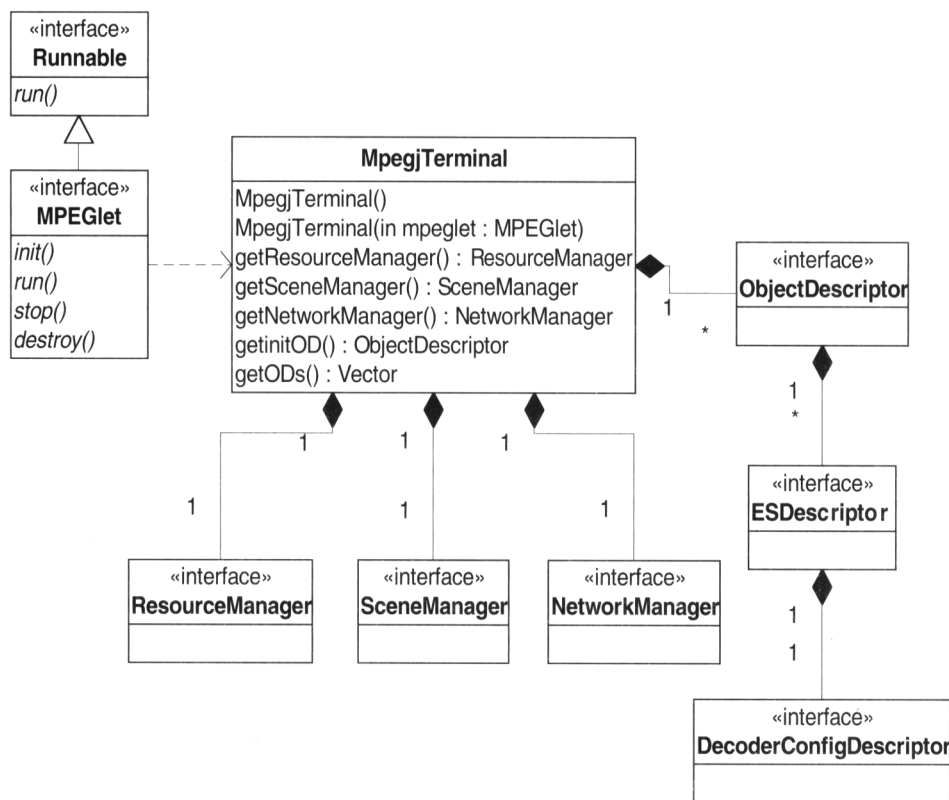 «interface»
Runnable
run()
«interface»
MPEGlet
init()
run()
stop()
destroy()
MpegjTerminal
MpegjTerminal()
MpegjTerminal(in mpeglet : MPEGlet)
getResourceManager() : ResourceManager
getSceneManager() : SceneManager
getNetworkManager() : NetworkManager
getinitOD() : ObjectDescriptor
getODs() : Vector
«interface»
ObjectDescriptor
1
*
1
*
«interface»
ESDescriptor
1
1
«interface»
DecoderConfigDescriptor
1
1
1
1
1
1
«interface»
ResourceManager
«interface»
SceneManager
«interface»
NetworkManager